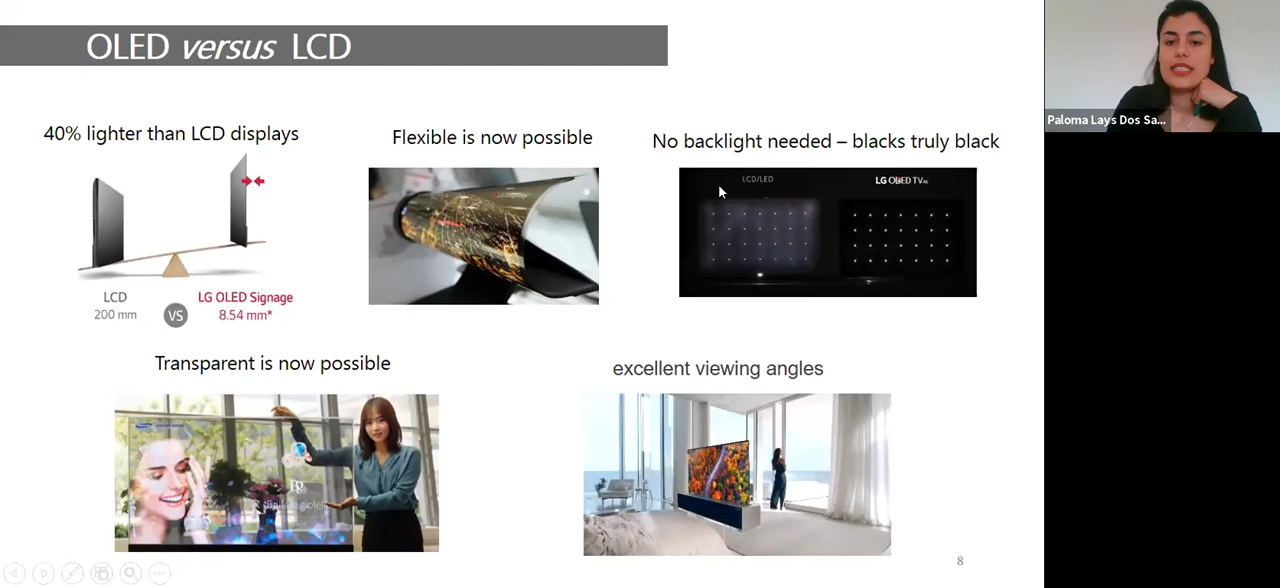 OLED versus LCD
Paloma Lays Dos Sa...
40% lighter than LCD displays
LCD
200 mm
VS
LG OLED Signage
8.54 mm*
Flexible is now possible
No backlight needed – blacks truly black
LCD/LED
LG OLED TV 4K
Transparent is now possible
excellent viewing angles
8